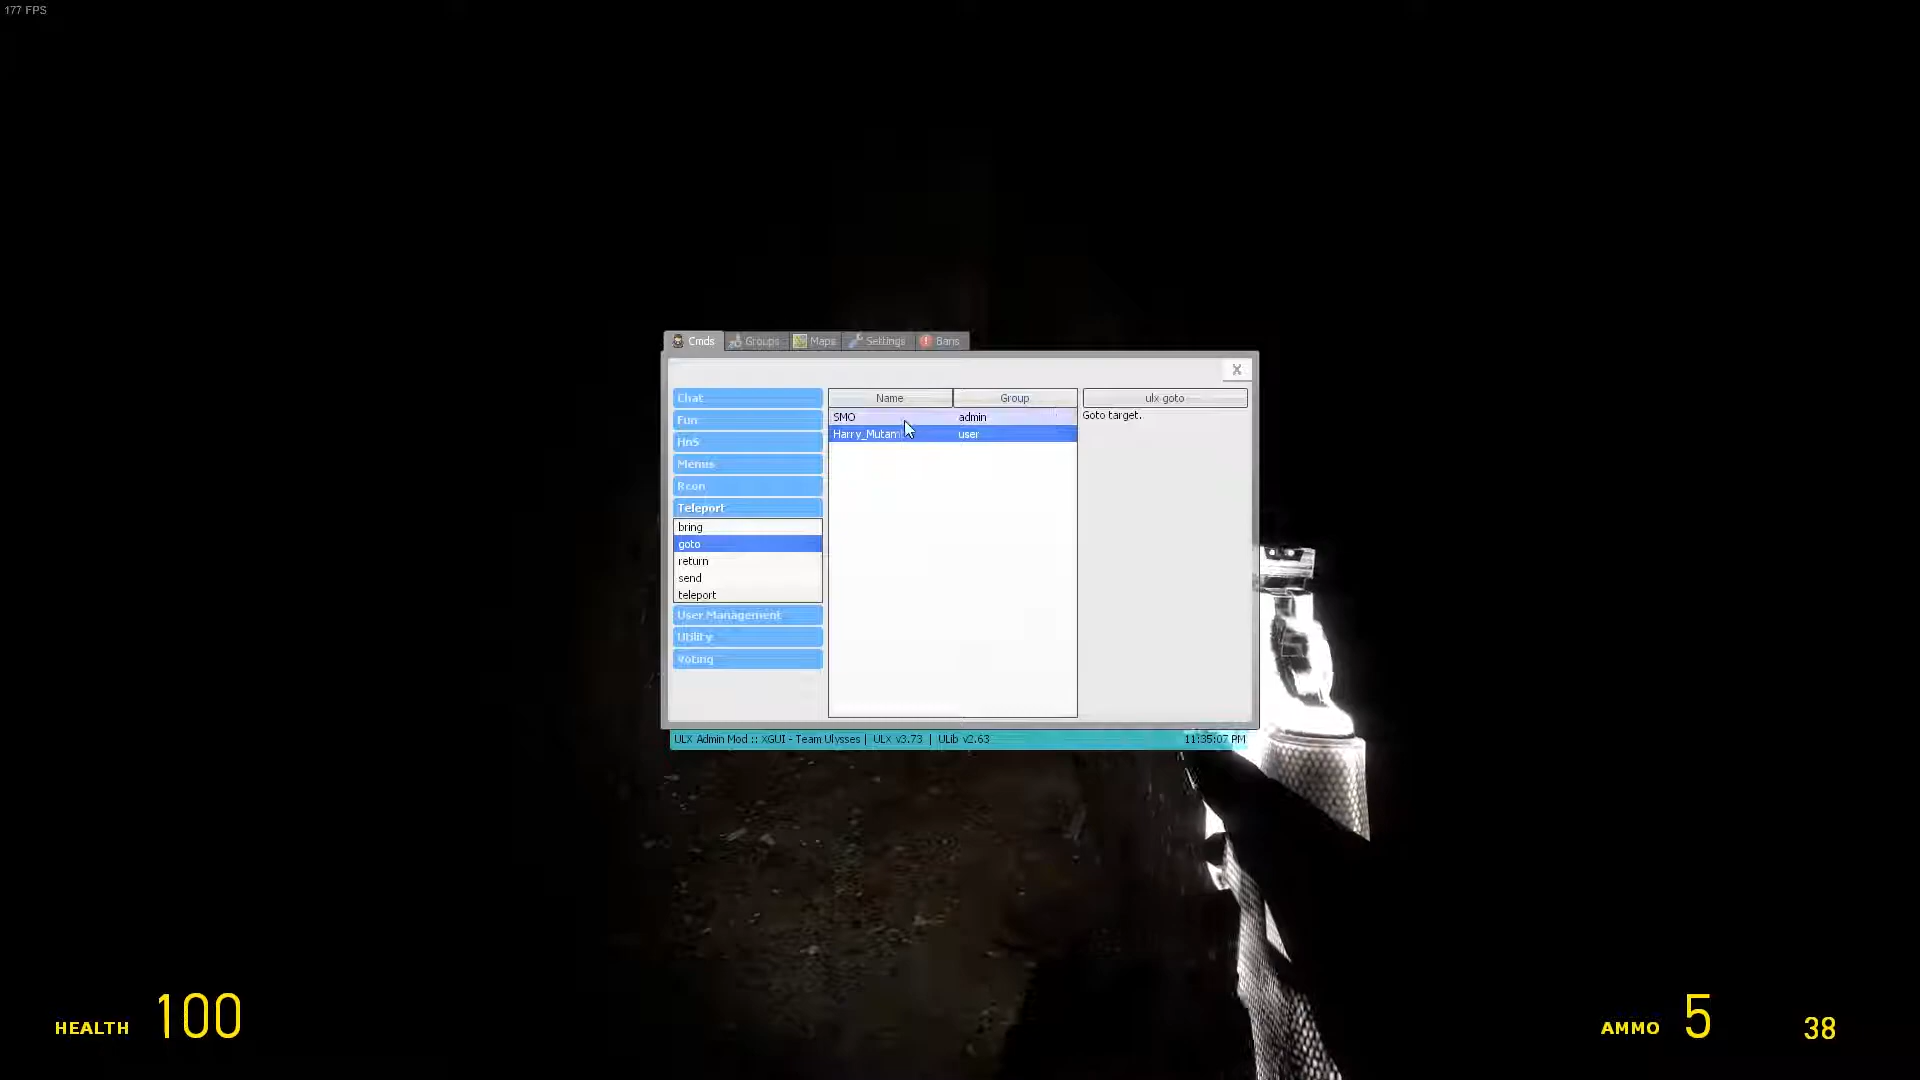 177 FPS
Cmds Groups Maps Settings Bans
X
Chat
Fun
HnS
Menus
Rcon
Teleport
bring
goto
return
send
teleport
User Management
Utility
Voting
Name Group
SMO admin
user
ulx goto
Goto target.
ULX Admin Mod :: XGUI - Team Ulysses | ULX v3.73 | ULib v2.63 11:35:07 PM
HEALTH 100
AMMO 5 38